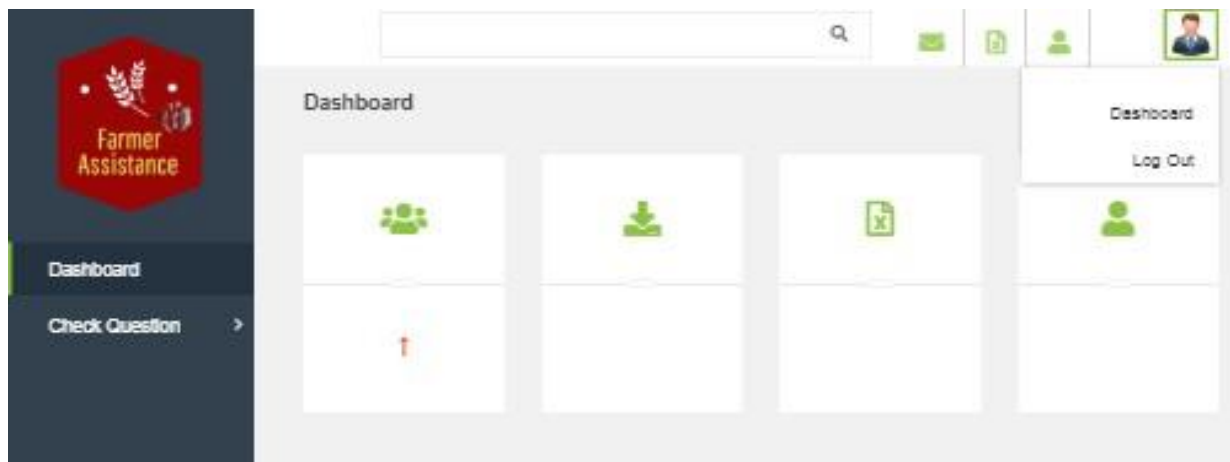 Farmer
Assistance
Dashboard
Check Question
Dashboard
Dashboard
Log Out